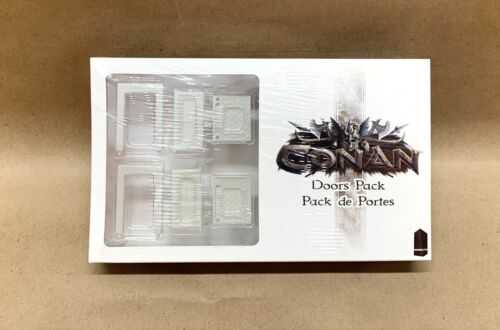 CONAN
Doors Pack
Pack de Portes